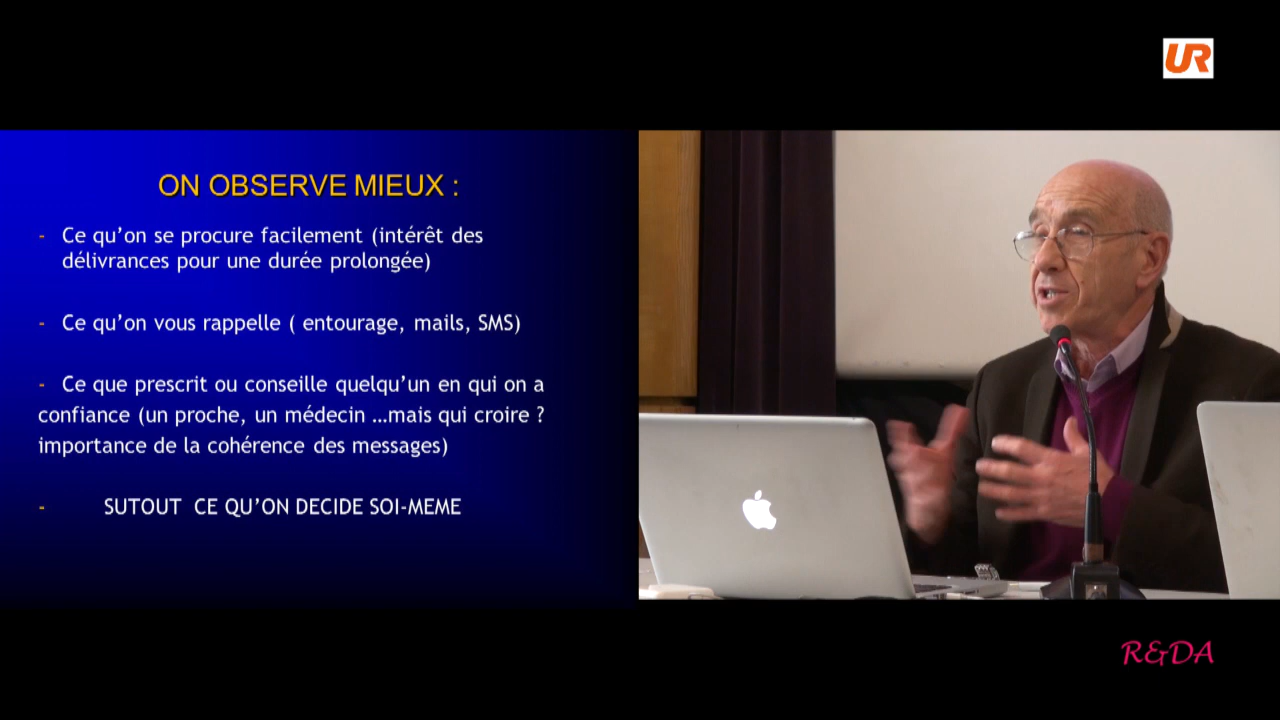 UR
ON OBSERVE MIEUX :
- Ce qu'on se procure facilement (intérêt des
délivrances pour une durée prolongée)
- Ce qu'on vous rappelle ( entourage, mails, SMS)
- Ce que prescrit ou conseille quelqu'un en qui on a
confiance (un proche, un médecin ...mais qui croire ?
importance de la cohérence des messages)
- SUTOUT CE QU'ON DECIDE SOI-MEME
R&DA